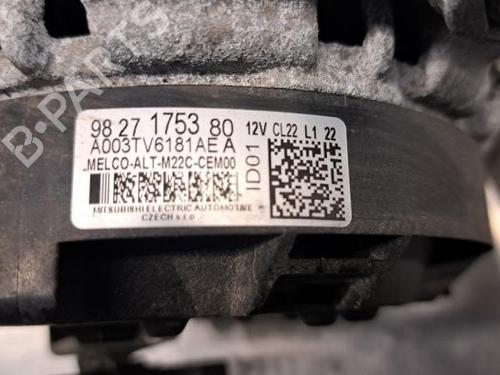 98 27 1753 80 12V CL22 L1 22
A003TV6181AE A
MELCO-ALT-M22C-CEM00
ID01
MITSUBISHI ELECTRIC AUTOMOTIVE
CZECH s.r.o.
B-PARTS